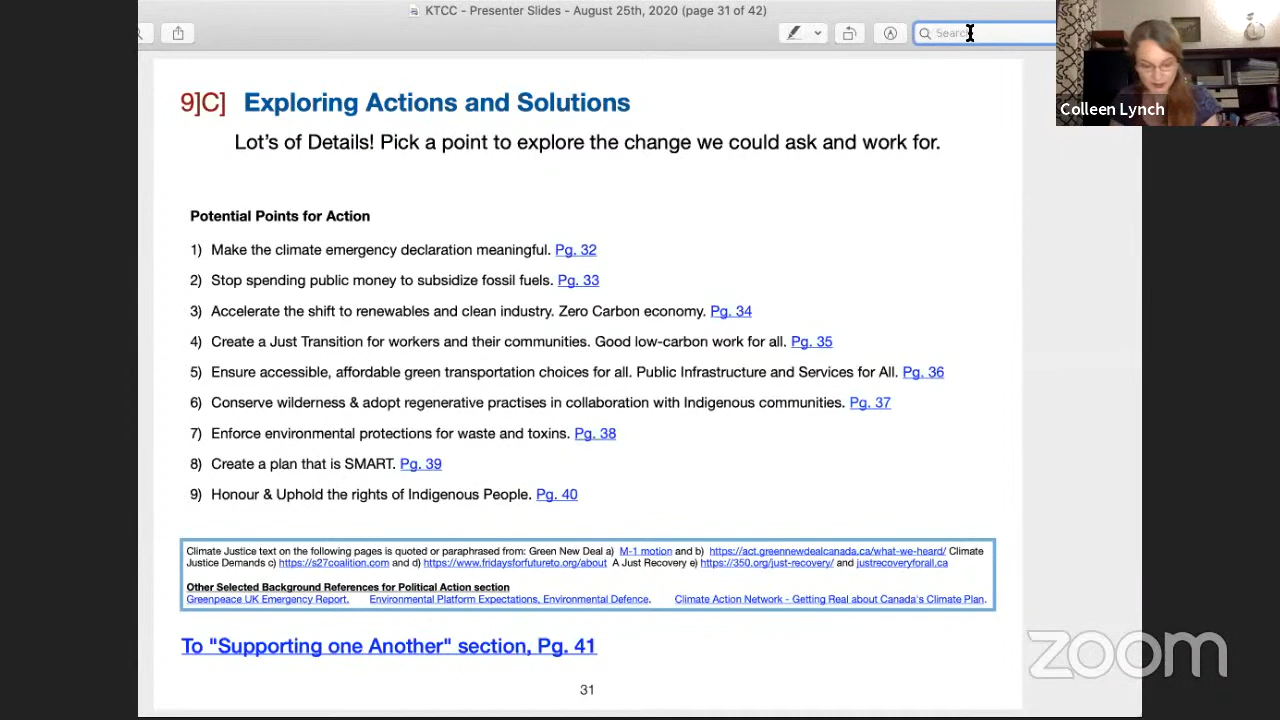 KTCC - Presenter Slides - August 25th, 2020 (page 31 of 42)
Search
Colleen Lynch
9]C] Exploring Actions and Solutions
Lot's of Details! Pick a point to explore the change we could ask and work for.
Potential Points for Action
1) Make the climate emergency declaration meaningful. Pg. 32
2) Stop spending public money to subsidize fossil fuels. Pg. 33
3) Accelerate the shift to renewables and clean industry. Zero Carbon economy. Pg. 34
4) Create a Just Transition for workers and their communities. Good low-carbon work for all. Pg. 35
5) Ensure accessible, affordable green transportation choices for all. Public Infrastructure and Services for All. Pg. 36
6) Conserve wilderness & adopt regenerative practises in collaboration with Indigenous communities. Pg. 37
7) Enforce environmental protections for waste and toxins. Pg. 38
8) Create a plan that is SMART. Pg. 39
9) Honour & Uphold the rights of Indigenous People. Pg. 40
Climate Justice text on the following pages is quoted or paraphrased from: Green New Deal a) M-1 motion and b) https://act.greennewdealcanada.ca/what-we-heard/ Climate
Justice Demands c) https://s27coalition.com and d) https://www.fridaysforfutureto.org/about A Just Recovery e) https://350.org/just-recovery/ and justrecoveryforall.ca
Other Selected Background References for Political Action section
Greenpeace UK Emergency Report. Environmental Platform Expectations, Environmental Defence. Climate Action Network - Getting Real about Canada's Climate Plan.
To "Supporting one Another" section, Pg. 41
31
zoom